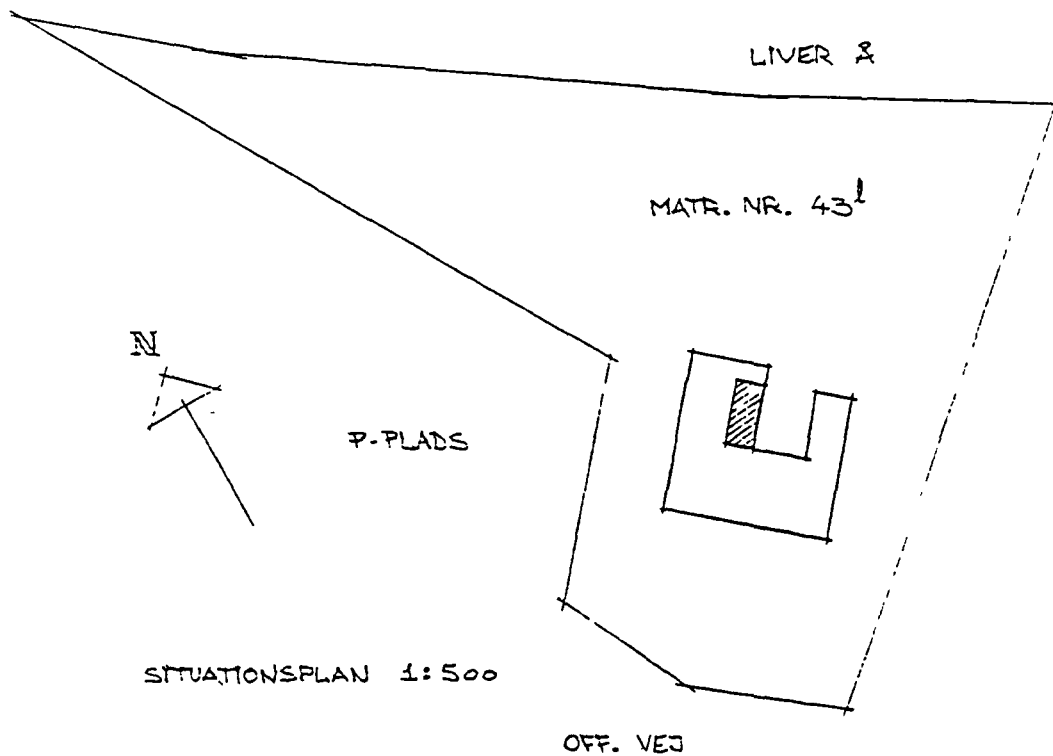 LIVER Å
MATR. NR. 43l
N
P-PLADS
SITUATIONSPLAN 1:500
OFF. VEJ